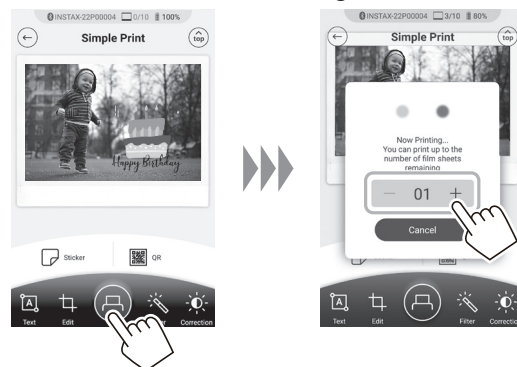 INSTAX-22P00004 0/10 100%
Simple Print
top
Happy Birthday
Sticker
QR
Text
Edit
Correction
INSTAX-22P00004 3/10 80%
Simple Print
top
Now Printing...
You can print up to the
number of film sheets
remaining
01
Cancel
Text
Edit
Filter